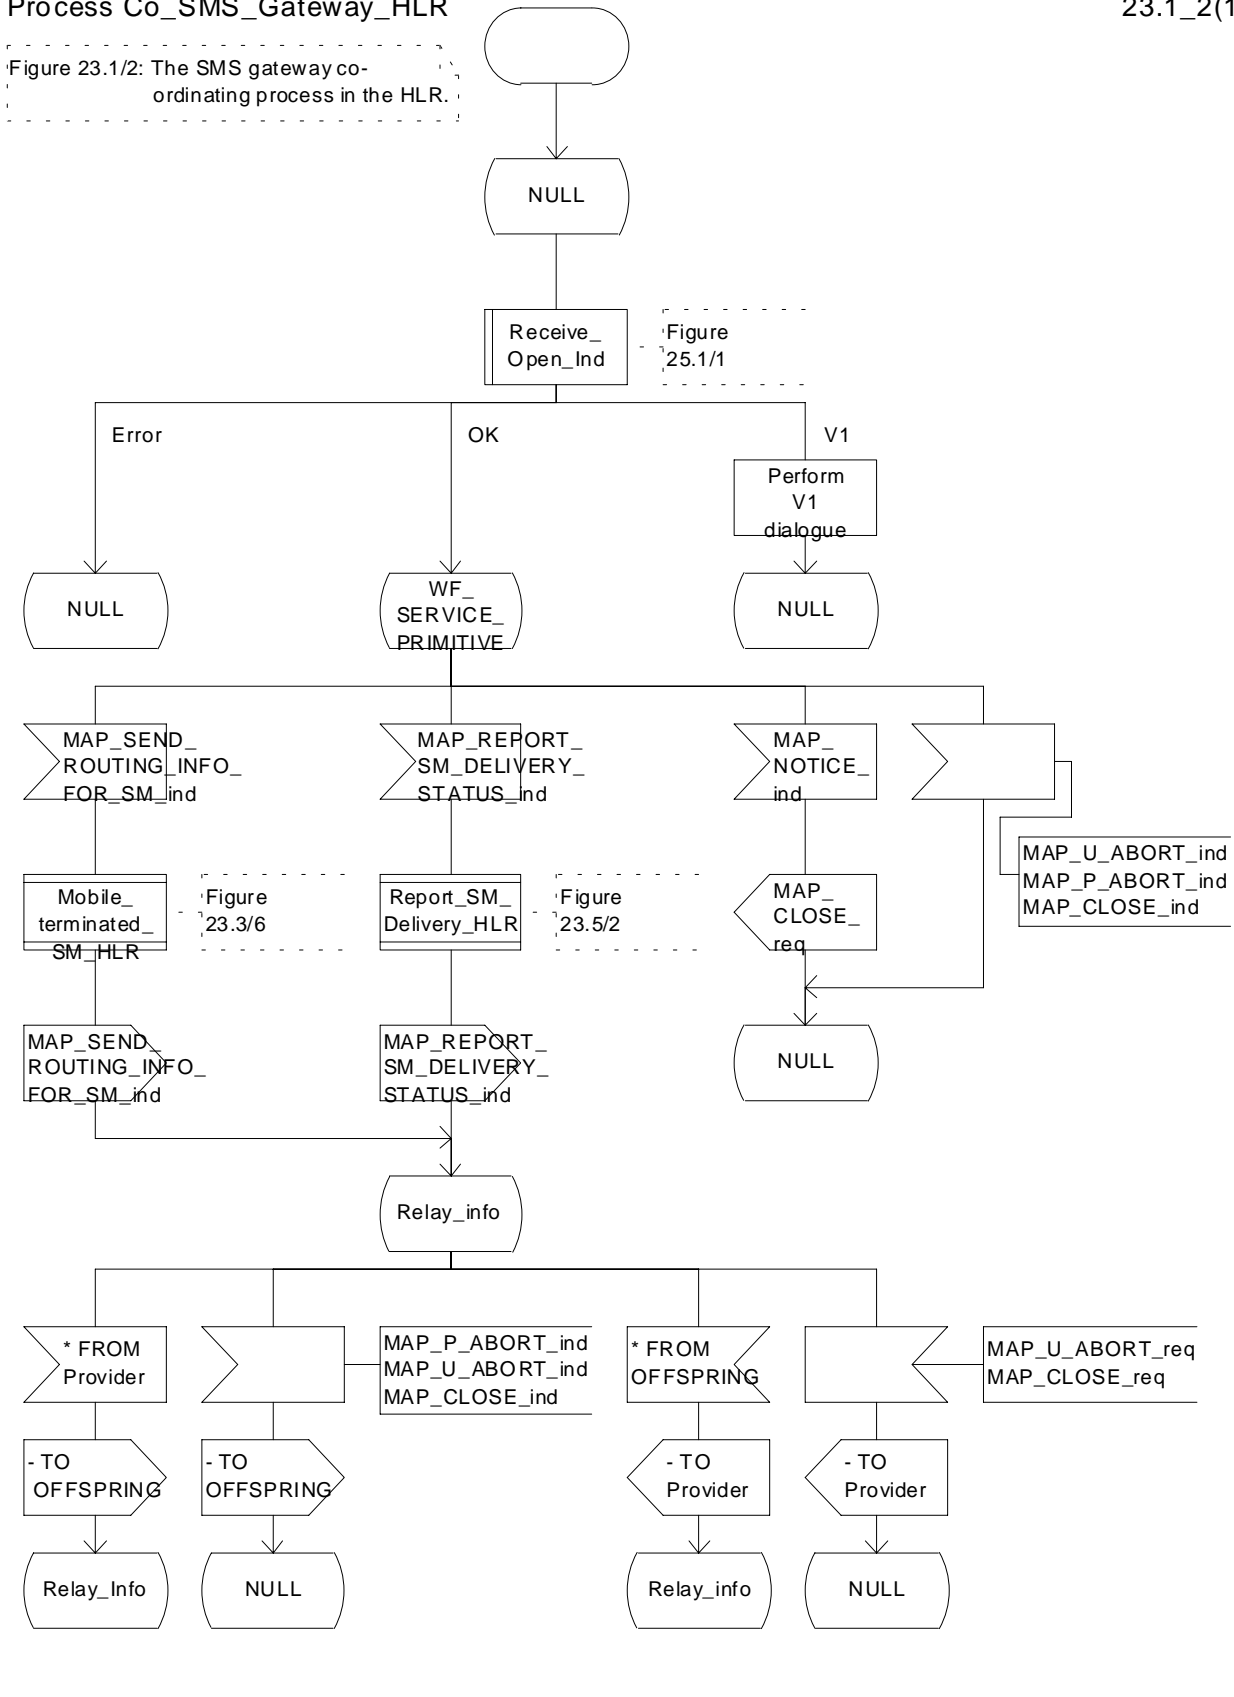 Process Co_SMS_Gateway_HLR
23.1_2(1
Figure 23.1/2: The SMS gateway co-
ordinating process in the HLR.
NULL
Receive_
Open_Ind
Figure
25.1/1
Error
OK
V1
Perform
V1
dialogue
NULL
WF_
SERVICE_
PRIMITIVE
NULL
MAP_SEND_
ROUTING_INFO_
FOR_SM_ind
MAP_REPORT_
SM_DELIVERY_
STATUS_ind
MAP_
NOTICE_
ind
MAP_U_ABORT_ind
MAP_P_ABORT_ind
MAP_CLOSE_ind
Mobile_
terminated_
SM_HLR
Figure
23.3/6
Report_SM_
Delivery_HLR
Figure
23.5/2
MAP_
CLOSE_
req
MAP_SEND_
ROUTING_INFO_
FOR_SM_ind
MAP_REPORT_
SM_DELIVERY_
STATUS_ind
NULL
Relay_info
* FROM
Provider
MAP_P_ABORT_ind
MAP_U_ABORT_ind
MAP_CLOSE_ind
* FROM
OFFSPRING
MAP_U_ABORT_req
MAP_CLOSE_req
- TO
OFFSPRING
- TO
OFFSPRING
- TO
Provider
- TO
Provider
Relay_Info
NULL
Relay_info
NULL